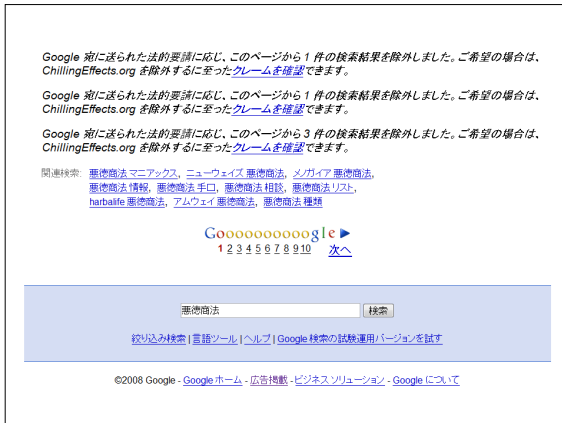 Google 宛に送られた法的要請に応じ、このページから 1 件の検索結果を除外しました。ご希望の場合は、
ChillingEffects.org を除外するに至ったクレームを確認できます。
Google 宛に送られた法的要請に応じ、このページから 1 件の検索結果を除外しました。ご希望の場合は、
ChillingEffects.org を除外するに至ったクレームを確認できます。
Google 宛に送られた法的要請に応じ、このページから 3 件の検索結果を除外しました。ご希望の場合は、
ChillingEffects.org を除外するに至ったクレームを確認できます。
関連検索: 悪徳商法 マニアックス, ニューウェイズ 悪徳商法, メノガイア 悪徳商法,
悪徳商法 情報, 悪徳商法 手口, 悪徳商法 相談, 悪徳商法 リスト,
harbalife 悪徳商法, アムウェイ 悪徳商法, 悪徳商法 種類
Goooooooooogle
1 2 3 4 5 6 7 8 9 10 次へ
悪徳商法 検索
絞り込み検索 | 言語ツール | ヘルプ | Google 検索の試験運用バージョンを試す
©2008 Google - Google ホーム - 広告掲載 - ビジネス ソリューション - Google について